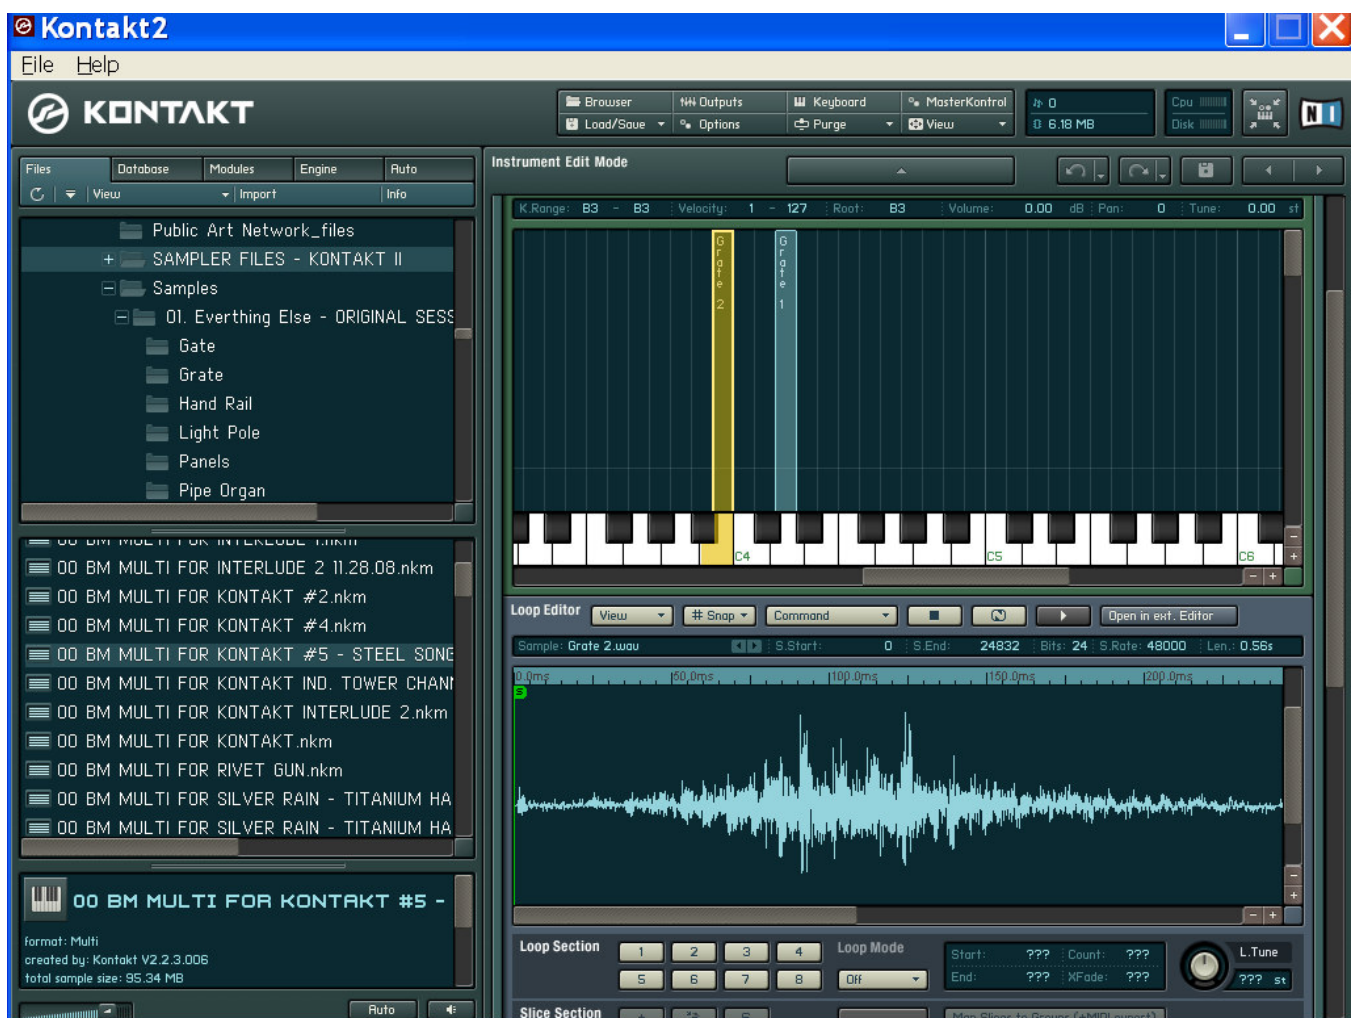 Kontakt2
File Help
KONTAKT
Browser Outputs Keyboard MasterKontrol
Load/Save Options Purge View
0
6.18 MB
Cpu
Disk
NI
Files Database Modules Engine Auto
View Import Info
Public Art Network_files
+ SAMPLER FILES - KONTAKT II
Samples
01. Everthing Else - ORIGINAL SESS
Gate
Grate
Hand Rail
Light Pole
Panels
Pipe Organ
00 BM MULTI FOR INTERLUDE 1.nkm
00 BM MULTI FOR INTERLUDE 2 11.28.08.nkm
00 BM MULTI FOR KONTAKT #2.nkm
00 BM MULTI FOR KONTAKT #4.nkm
00 BM MULTI FOR KONTAKT #5 - STEEL SONG
00 BM MULTI FOR KONTAKT IND. TOWER CHANN
00 BM MULTI FOR KONTAKT INTERLUDE 2.nkm
00 BM MULTI FOR KONTAKT.nkm
00 BM MULTI FOR RIVET GUN.nkm
00 BM MULTI FOR SILVER RAIN - TITANIUM HA
00 BM MULTI FOR SILVER RAIN - TITANIUM HA
00 BM MULTI FOR KONTAKT #5 -
format: Multi
created by: Kontakt V2.2.3.006
total sample size: 95.34 MB
Auto
Instrument Edit Mode
K.Range: B3 - B3 Velocity: 1 - 127 Root: B3 Volume: 0.00 dB Pan: 0 Tune: 0.00 st
Grate 2
Grate 1
C4 C5 C6
Loop Editor View # Snap Command Open in ext. Editor
Sample: Grate 2.wav S.Start: 0 S.End: 24832 Bits: 24 S.Rate: 48000 Len.: 0.56s
0.0ms 50.0ms 100.0ms 150.0ms 200.0ms
S
Loop Section 1 2 3 4 Loop Mode Start: ??? Count: ??? L.Tune
5 6 7 8 Off End: ??? XFade: ??? ??? st
Slice Section Map Slices to Groups